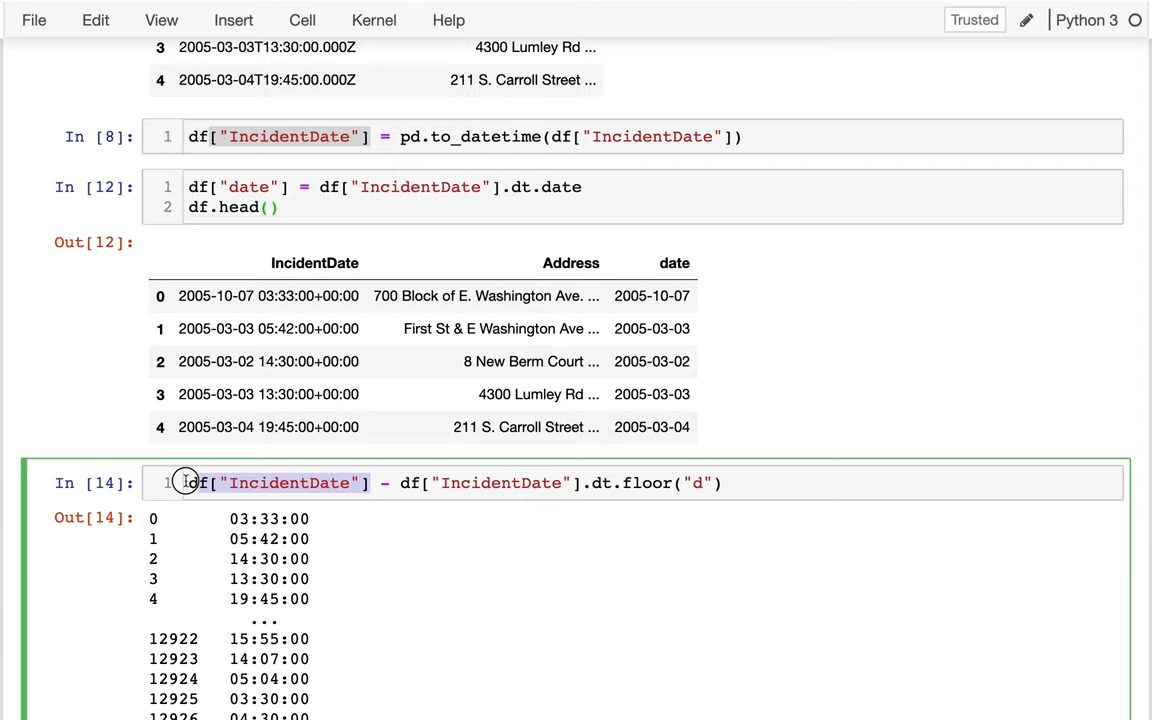 File Edit View Insert Cell Kernel Help Trusted Python 3
3 2005-03-03T13:30:00.000Z 4300 Lumley Rd ...
4 2005-03-04T19:45:00.000Z 211 S. Carroll Street ...
In [8]: 1 df["IncidentDate"] = pd.to_datetime(df["IncidentDate"])
In [12]: 1 df["date"] = df["IncidentDate"].dt.date
2 df.head()
Out[12]:
IncidentDate Address date
0 2005-10-07 03:33:00+00:00 700 Block of E. Washington Ave. ... 2005-10-07
1 2005-03-03 05:42:00+00:00 First St & E Washington Ave ... 2005-03-03
2 2005-03-02 14:30:00+00:00 8 New Berm Court ... 2005-03-02
3 2005-03-03 13:30:00+00:00 4300 Lumley Rd ... 2005-03-03
4 2005-03-04 19:45:00+00:00 211 S. Carroll Street ... 2005-03-04
In [14]: 1 df["IncidentDate"] - df["IncidentDate"].dt.floor("d")
Out[14]: 0 03:33:00
1 05:42:00
2 14:30:00
3 13:30:00
4 19:45:00
...
12922 15:55:00
12923 14:07:00
12924 05:04:00
12925 03:30:00
12926 04:30:00